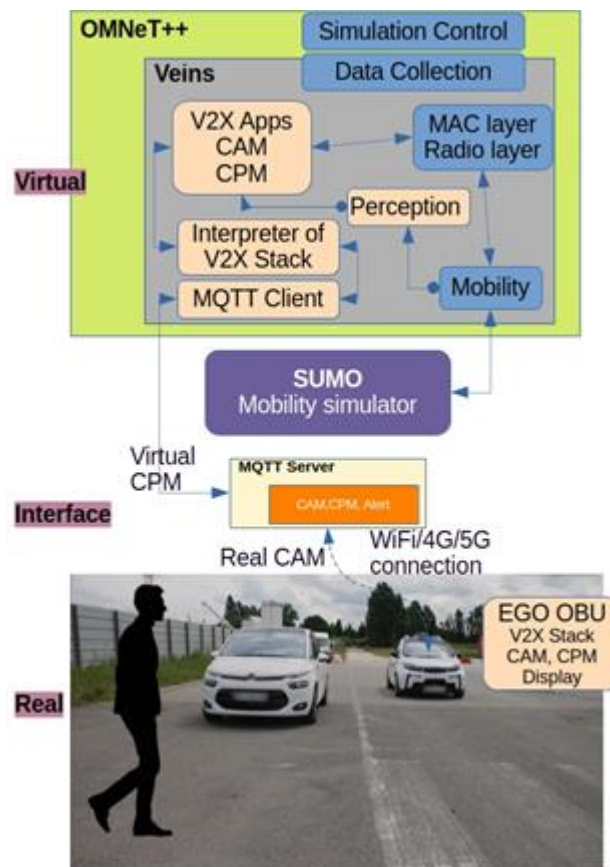 OMNeT++
Simulation Control
Data Collection
Veins
V2X Apps
CAM
CPM
MAC layer
Radio layer
Virtual
Perception
Interpreter of
V2X Stack
MQTT Client
Mobility
SUMO
Mobility simulator
Virtual
CPM
MQTT Server
CAM,CPM, Alert
Interface
Real CAM
WiFi/4G/5G
connection
EGO OBU
V2X Stack
CAM, CPM
Display
Real